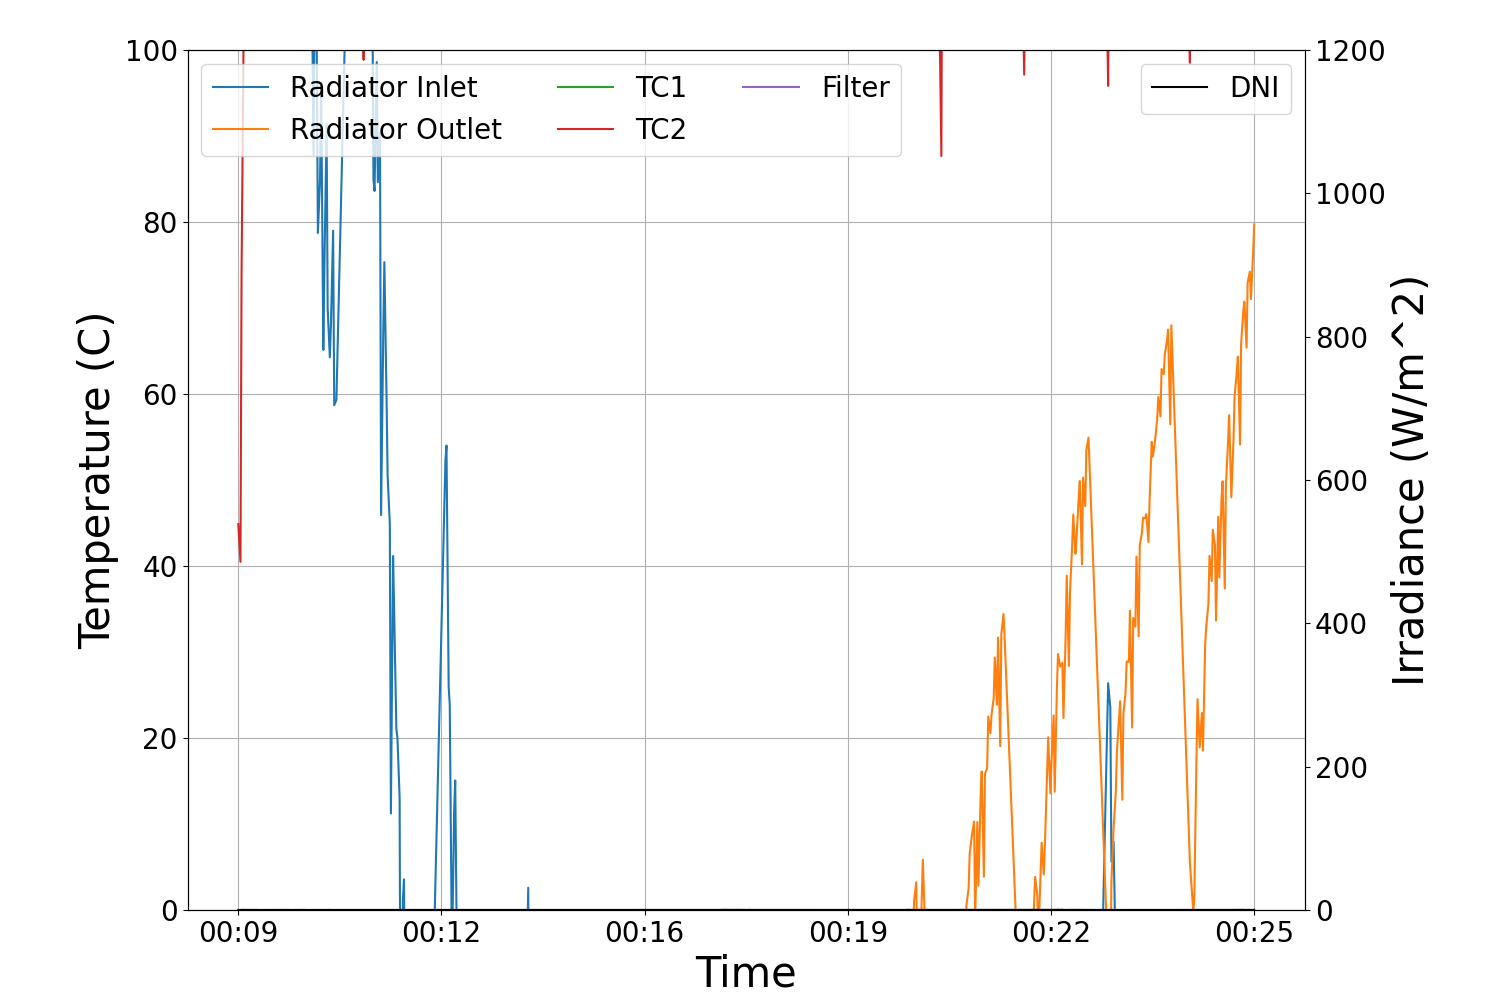 100
80
60
40
20
0
Temperature (C)
Radiator Inlet
Radiator Outlet
TC1
TC2
Filter
DNI
1200
1000
800
600
400
200
0
Irradiance (W/m^2)
00:09 00:12 00:16 00:19 00:22 00:25
Time